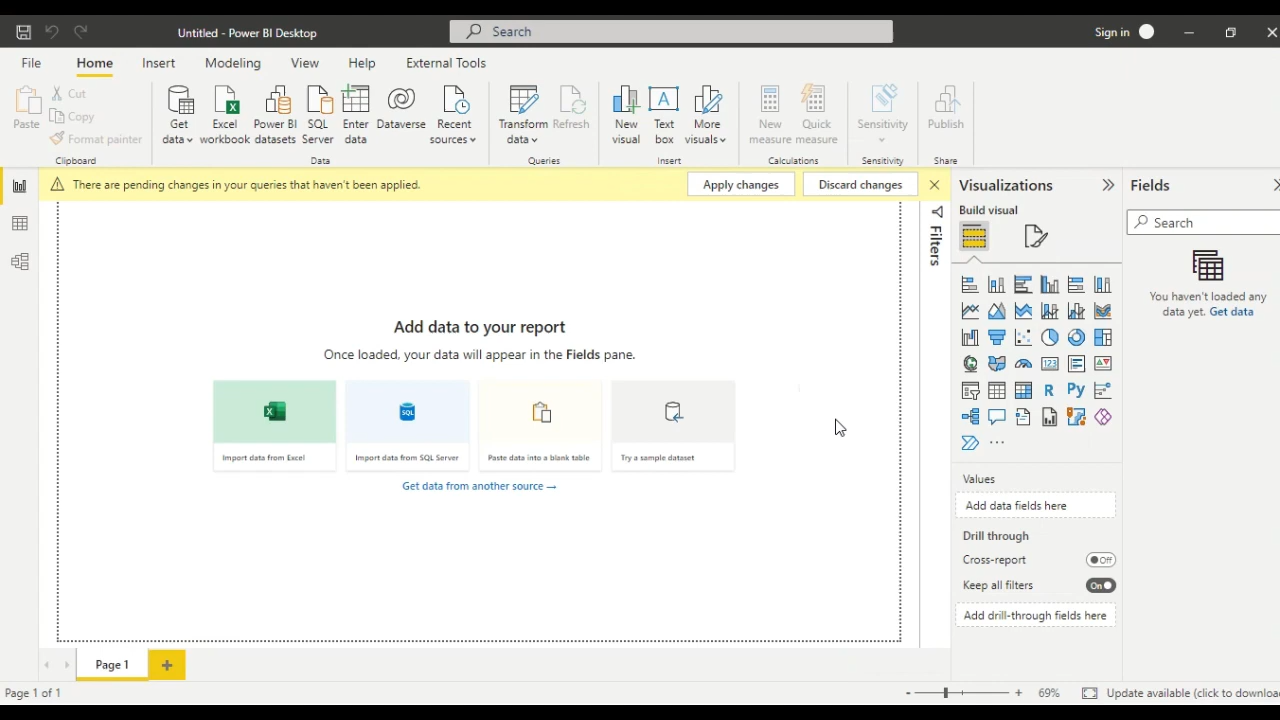 Untitled - Power BI Desktop
Search
Sign in
File Home Insert Modeling View Help External Tools
Paste
Cut
Copy
Format painter
Clipboard
Get data
Excel workbook
Power BI datasets
SQL Server
Enter data
Dataverse
Recent sources
Data
Transform data
Refresh
Queries
New visual
Text box
More visuals
Insert
New measure
Quick measure
Calculations
Sensitivity
Sensitivity
Publish
Share
There are pending changes in your queries that haven't been applied.
Apply changes
Discard changes
Filters
Visualizations
Build visual
R
Py
123
Values
Add data fields here
Drill through
Cross-report
Off
Keep all filters
On
Add drill-through fields here
Fields
Search
You haven't loaded any
data yet. Get data
Add data to your report
Once loaded, your data will appear in the Fields pane.
SQL
Import data from Excel
Import data from SQL Server
Paste data into a blank table
Try a sample dataset
Get data from another source →
Page 1
Page 1 of 1
- + 69%
Update available (click to download